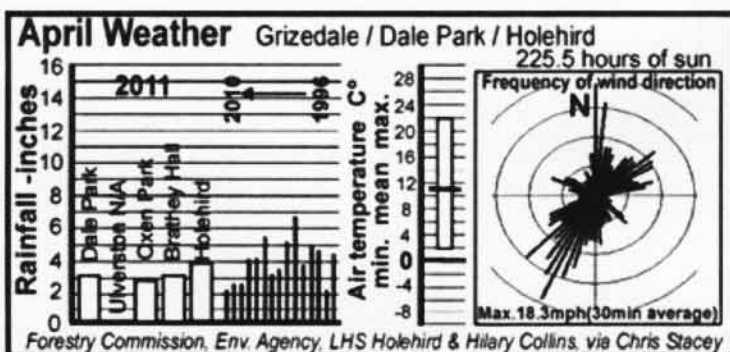 April Weather Grizedale / Dale Park / Holehird
225.5 hours of sun
Rainfall -inches
16
14
12
10
8
6
4
2
0
2011
2010
1996
Dale Park
Ulverston N/A
Oxen Park
Brathey Hall
Holehird
Air temperature C°
min. mean max.
28
24
20
16
12
8
4
0
-4
-8
Frequency of wind direction
N
Max.18.3mph(30min average)
Forestry Commission, Env. Agency, LHS Holehird & Hilary Collins, via Chris Stacey